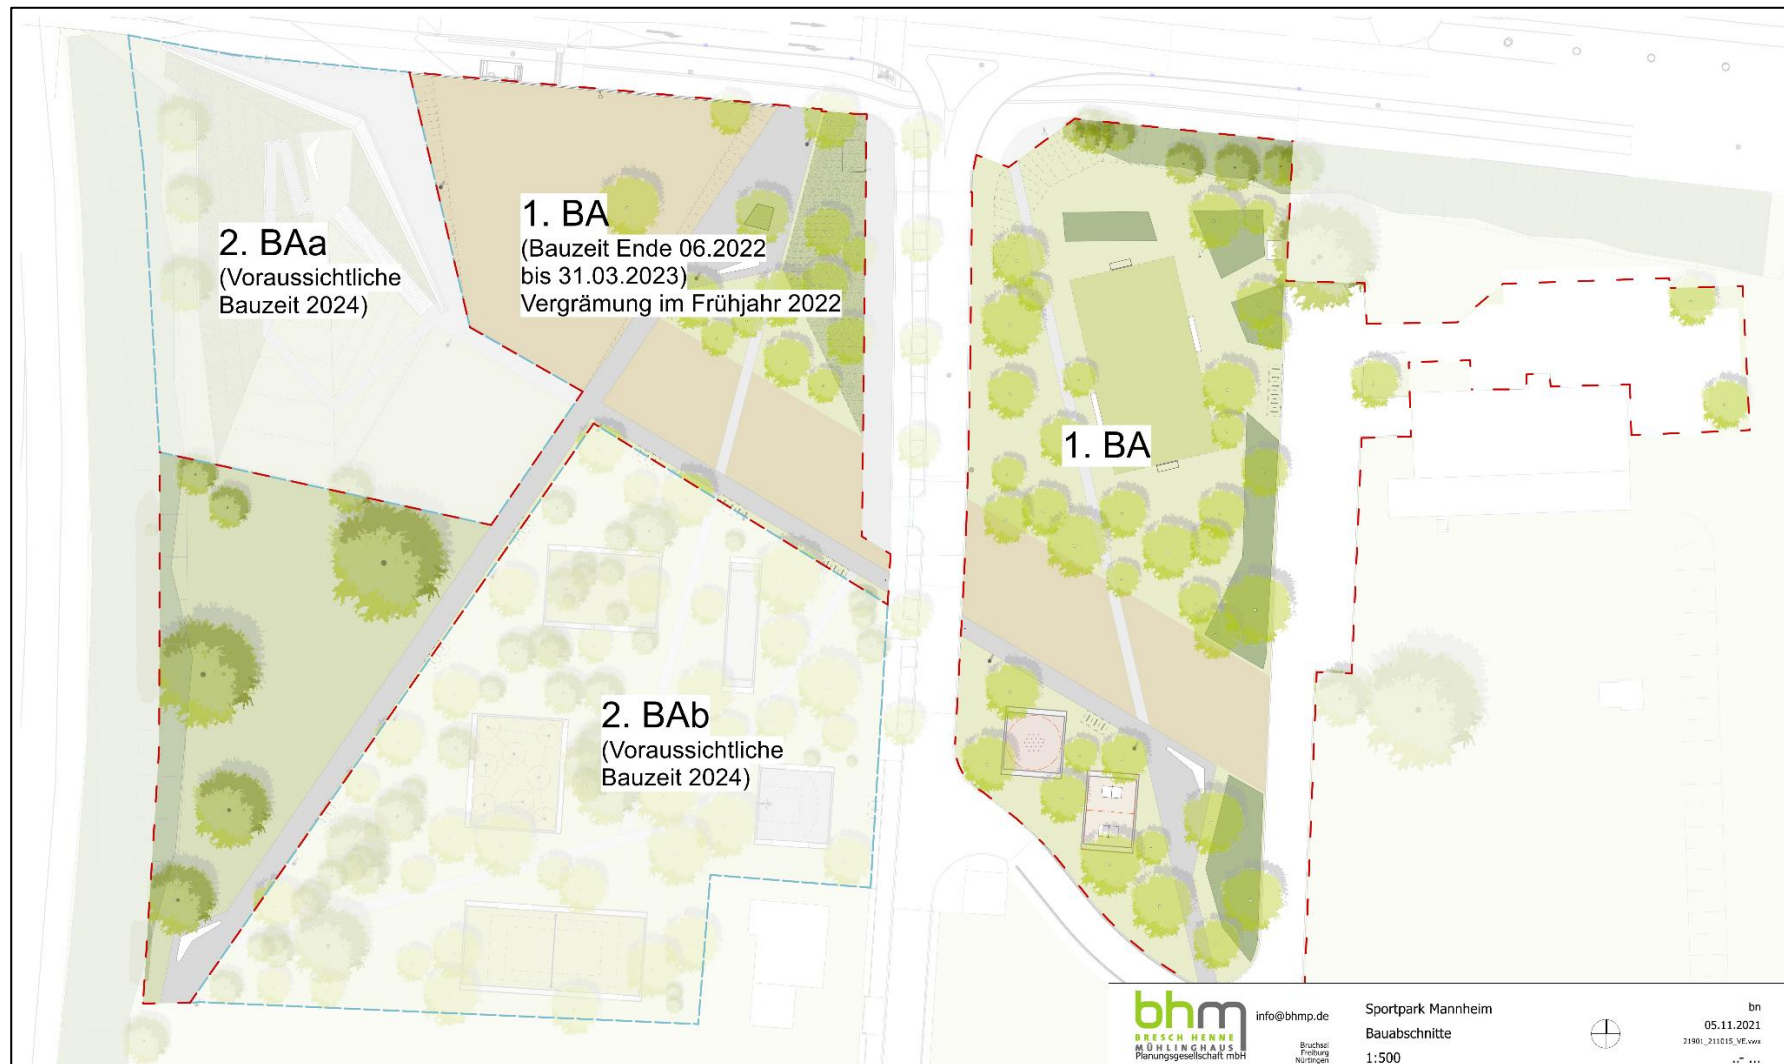 2. BAa
(Voraussichtliche
Bauzeit 2024)
1. BA
(Bauzeit Ende 06.2022
bis 31.03.2023)
Vergrämung im Frühjahr 2022
1. BA
2. BAb
(Voraussichtliche
Bauzeit 2024)
bhm
BRESCH HENNE
MÜHLINGHAUS
Planungsgesellschaft mbH
info@bhmp.de
Bruchsal
Freiburg
Nürtingen
Sportpark Mannheim
Bauabschnitte
1:500
bn
05.11.2021
21901_211015_VE.vwx